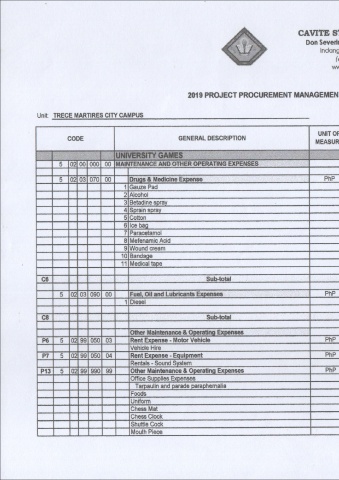 CAVITE S
Don Severin
Indang
(
ww
2019 PROJECT PROCUREMENT MANAGEMEN
Unit: TRECE MARTIRES CITY CAMPUS
CODE GENERAL DESCRIPTION UNIT OF MEASUR
UNIVERSITY GAMES
5 02 00 000 00 MAINTENANCE AND OTHER OPERATING EXPENSES
5 02 03 070 00 Drugs & Medicine Expense PhP
1 Gauze Pad
2 Alcohol
3 Betadine spray
4 Sprain spray
5 Cotton
6 Ice bag
7 Paracetamol
8 Mefenamic Acid
9 Wound cream
10 Bandage
11 Medical tape
C6 Sub-total
5 02 03 090 00 Fuel, Oil and Lubricants Expenses PhP
1 Diesel
C8 Sub-total
Other Maintenance & Operating Expenses
P6 5 02 99 050 03 Rent Expense - Motor Vehicle PhP
Vehicle Hire
P7 5 02 99 050 04 Rent Expense - Equipment PhP
Rentals - Sound System
P13 5 02 99 990 99 Other Maintenance & Operating Expenses PhP
Office Supplies Expenses
Tarpaulin and parade paraphernalia
Foods
Uniform
Chess Mat
Chess Clock
Shuttle Cock
Mouth Piece